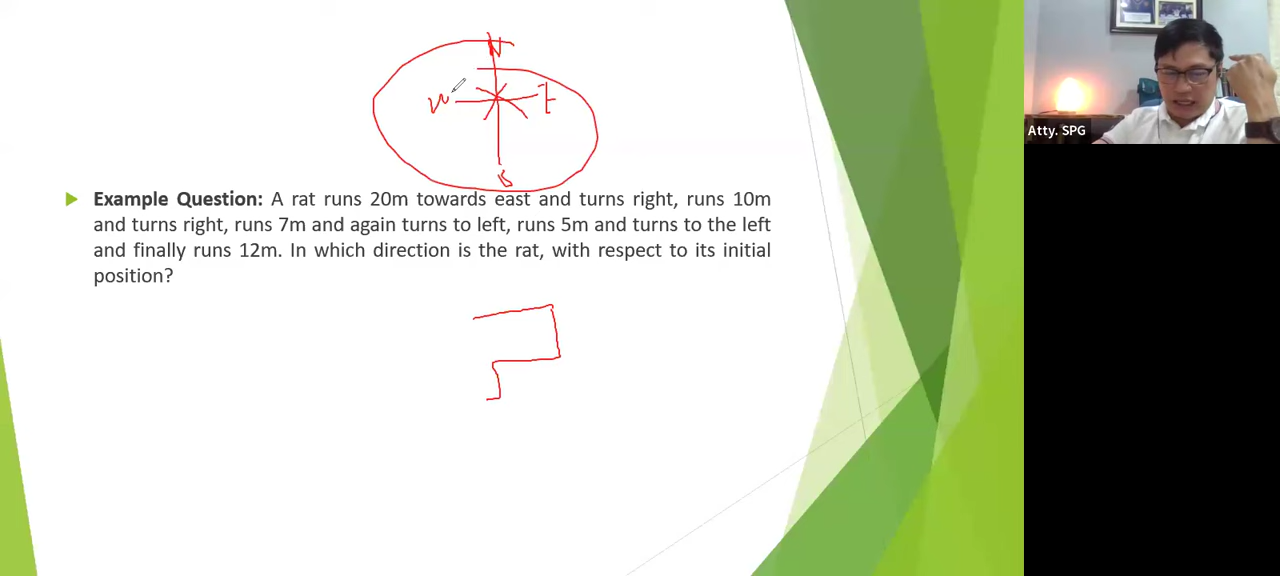 N
W E
S
Atty. SPG
Example Question: A rat runs 20m towards east and turns right, runs 10m
and turns right, runs 7m and again turns to left, runs 5m and turns to the left
and finally runs 12m. In which direction is the rat, with respect to its initial
position?